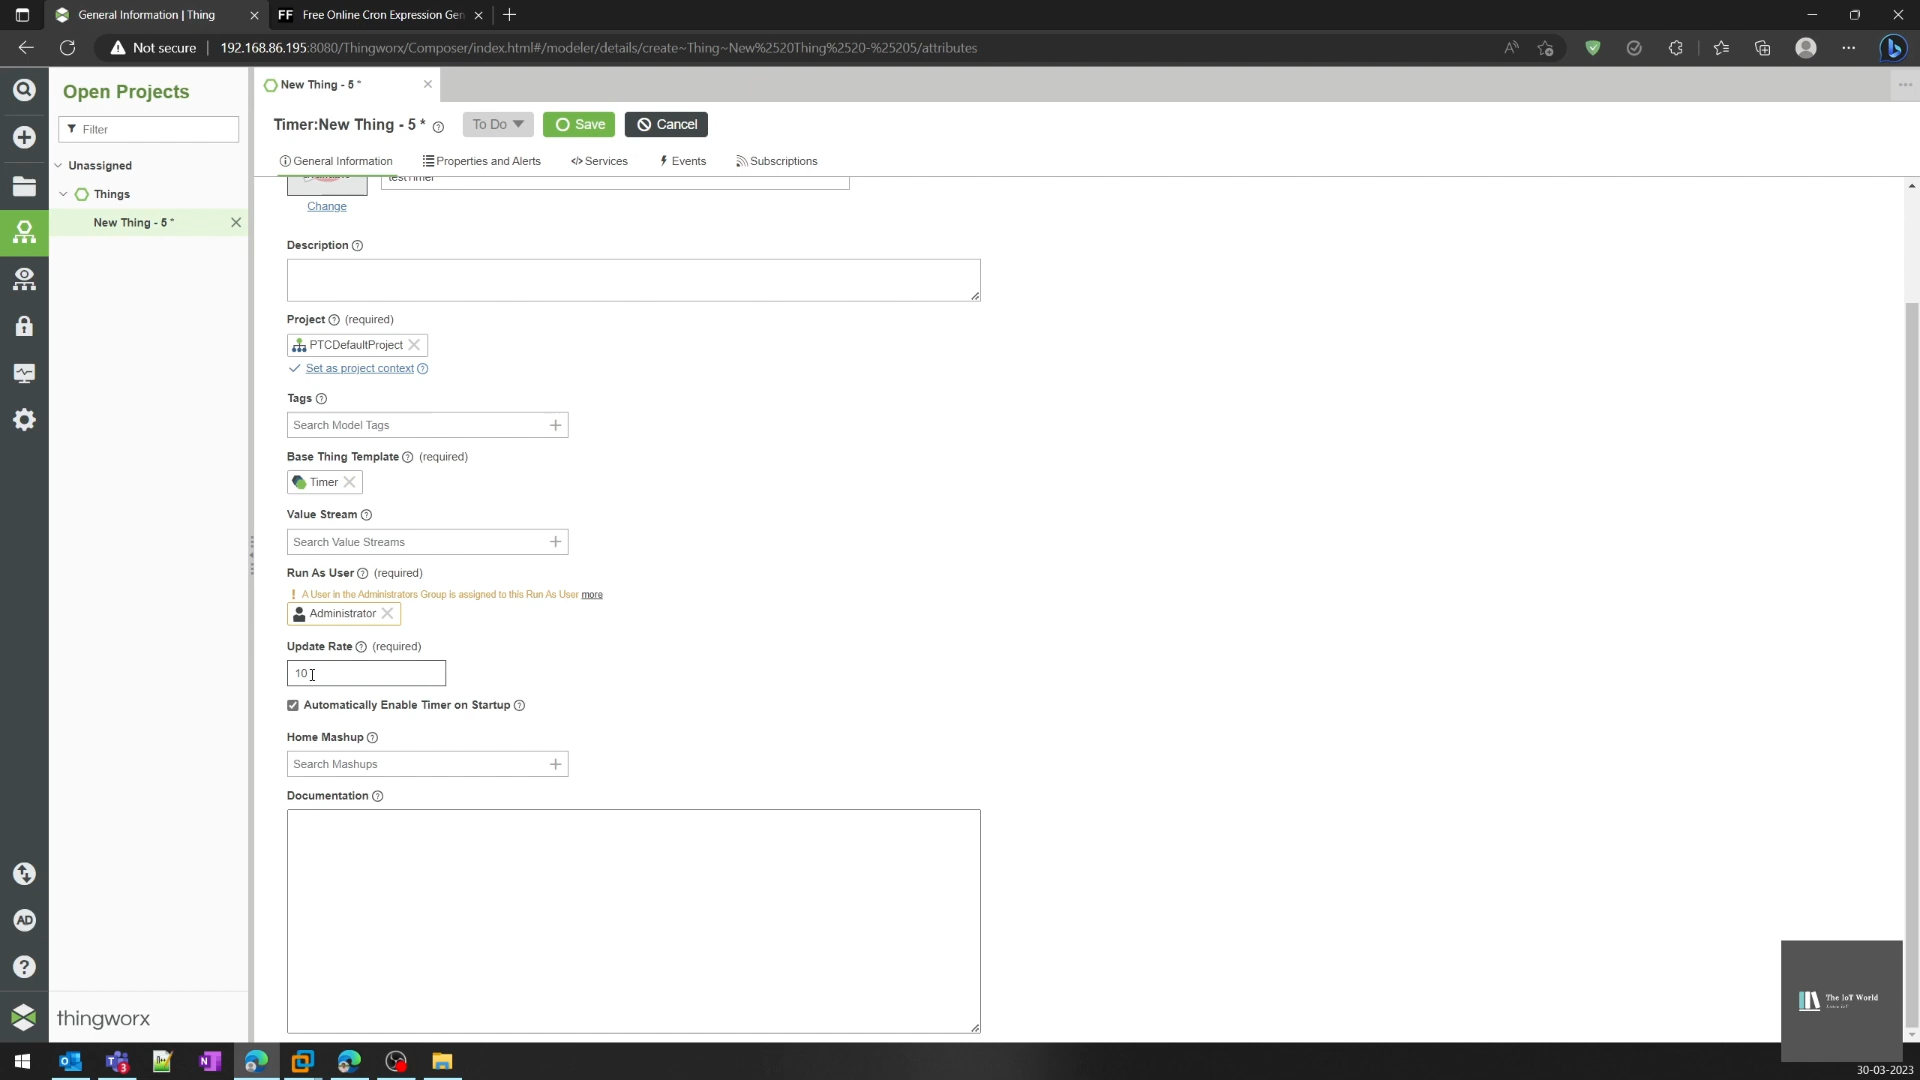 General Information | Thing
FF Free Online Cron Expression Gen
Not secure
192.168.86.195:8080/Thingworx/Composer/index.html#/modeler/details/create~Thing~New%2520Thing%2520-%25205/attributes
Open Projects
Filter
Unassigned
Things
New Thing - 5 *
New Thing - 5 *
Timer:New Thing - 5 *
To Do
Save
Cancel
General Information
Properties and Alerts
Services
Events
Subscriptions
testTimer
Change
Description
Project (required)
PTCDefaultProject
Set as project context
Tags
Search Model Tags
Base Thing Template (required)
Timer
Value Stream
Search Value Streams
Run As User (required)
! A User in the Administrators Group is assigned to this Run As User more
Administrator
Update Rate (required)
10
Automatically Enable Timer on Startup
Home Mashup
Search Mashups
Documentation
AD
thingworx
The IoT World
30-03-2023